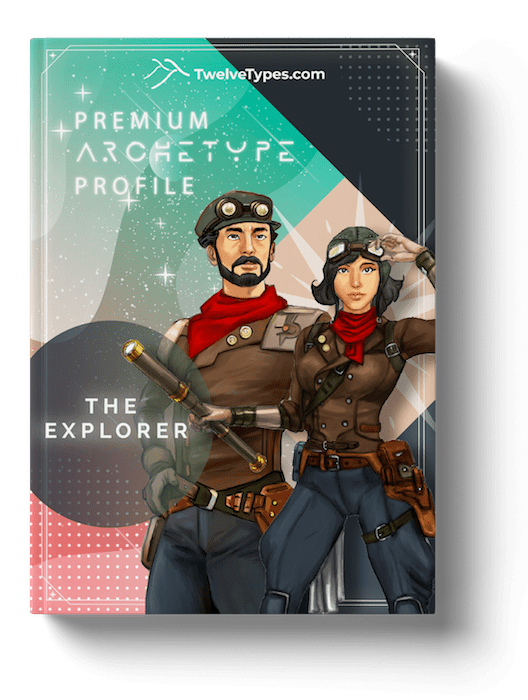 TwelveTypes.com
PREMIUM
ARCHETYPE
PROFILE
THE
EXPLORER